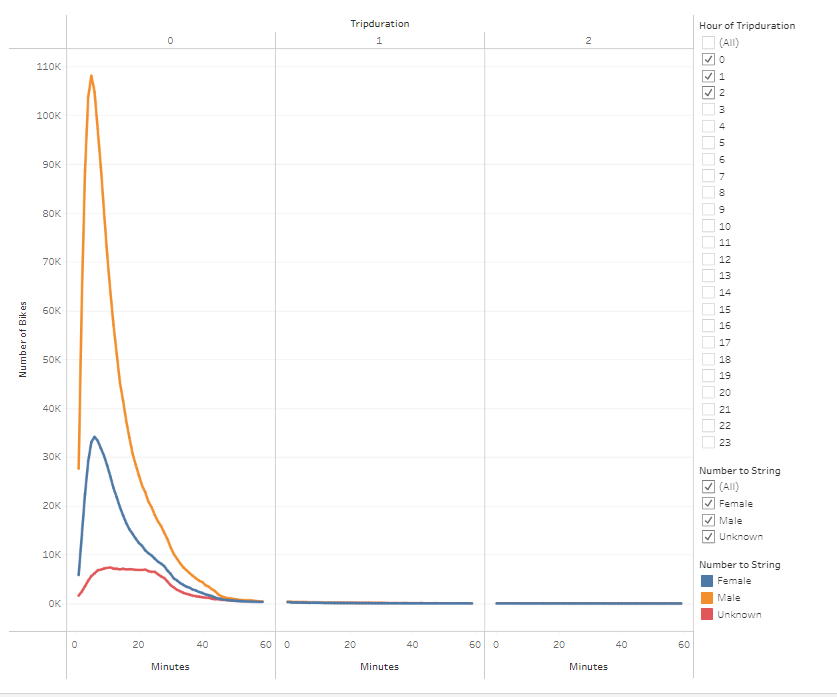 Tripduration
0 1 2
110K
100K
90K
80K
70K
60K
50K
40K
30K
20K
10K
0K
Number of Bikes
0 20 40 60 0 20 40 60 0 20 40 60
Minutes Minutes Minutes
Hour of Tripduration
(All)
0
1
2
3
4
5
6
7
8
9
10
11
12
13
14
15
16
17
18
19
20
21
22
23
Number to String
(All)
Female
Male
Unknown
Number to String
Female
Male
Unknown